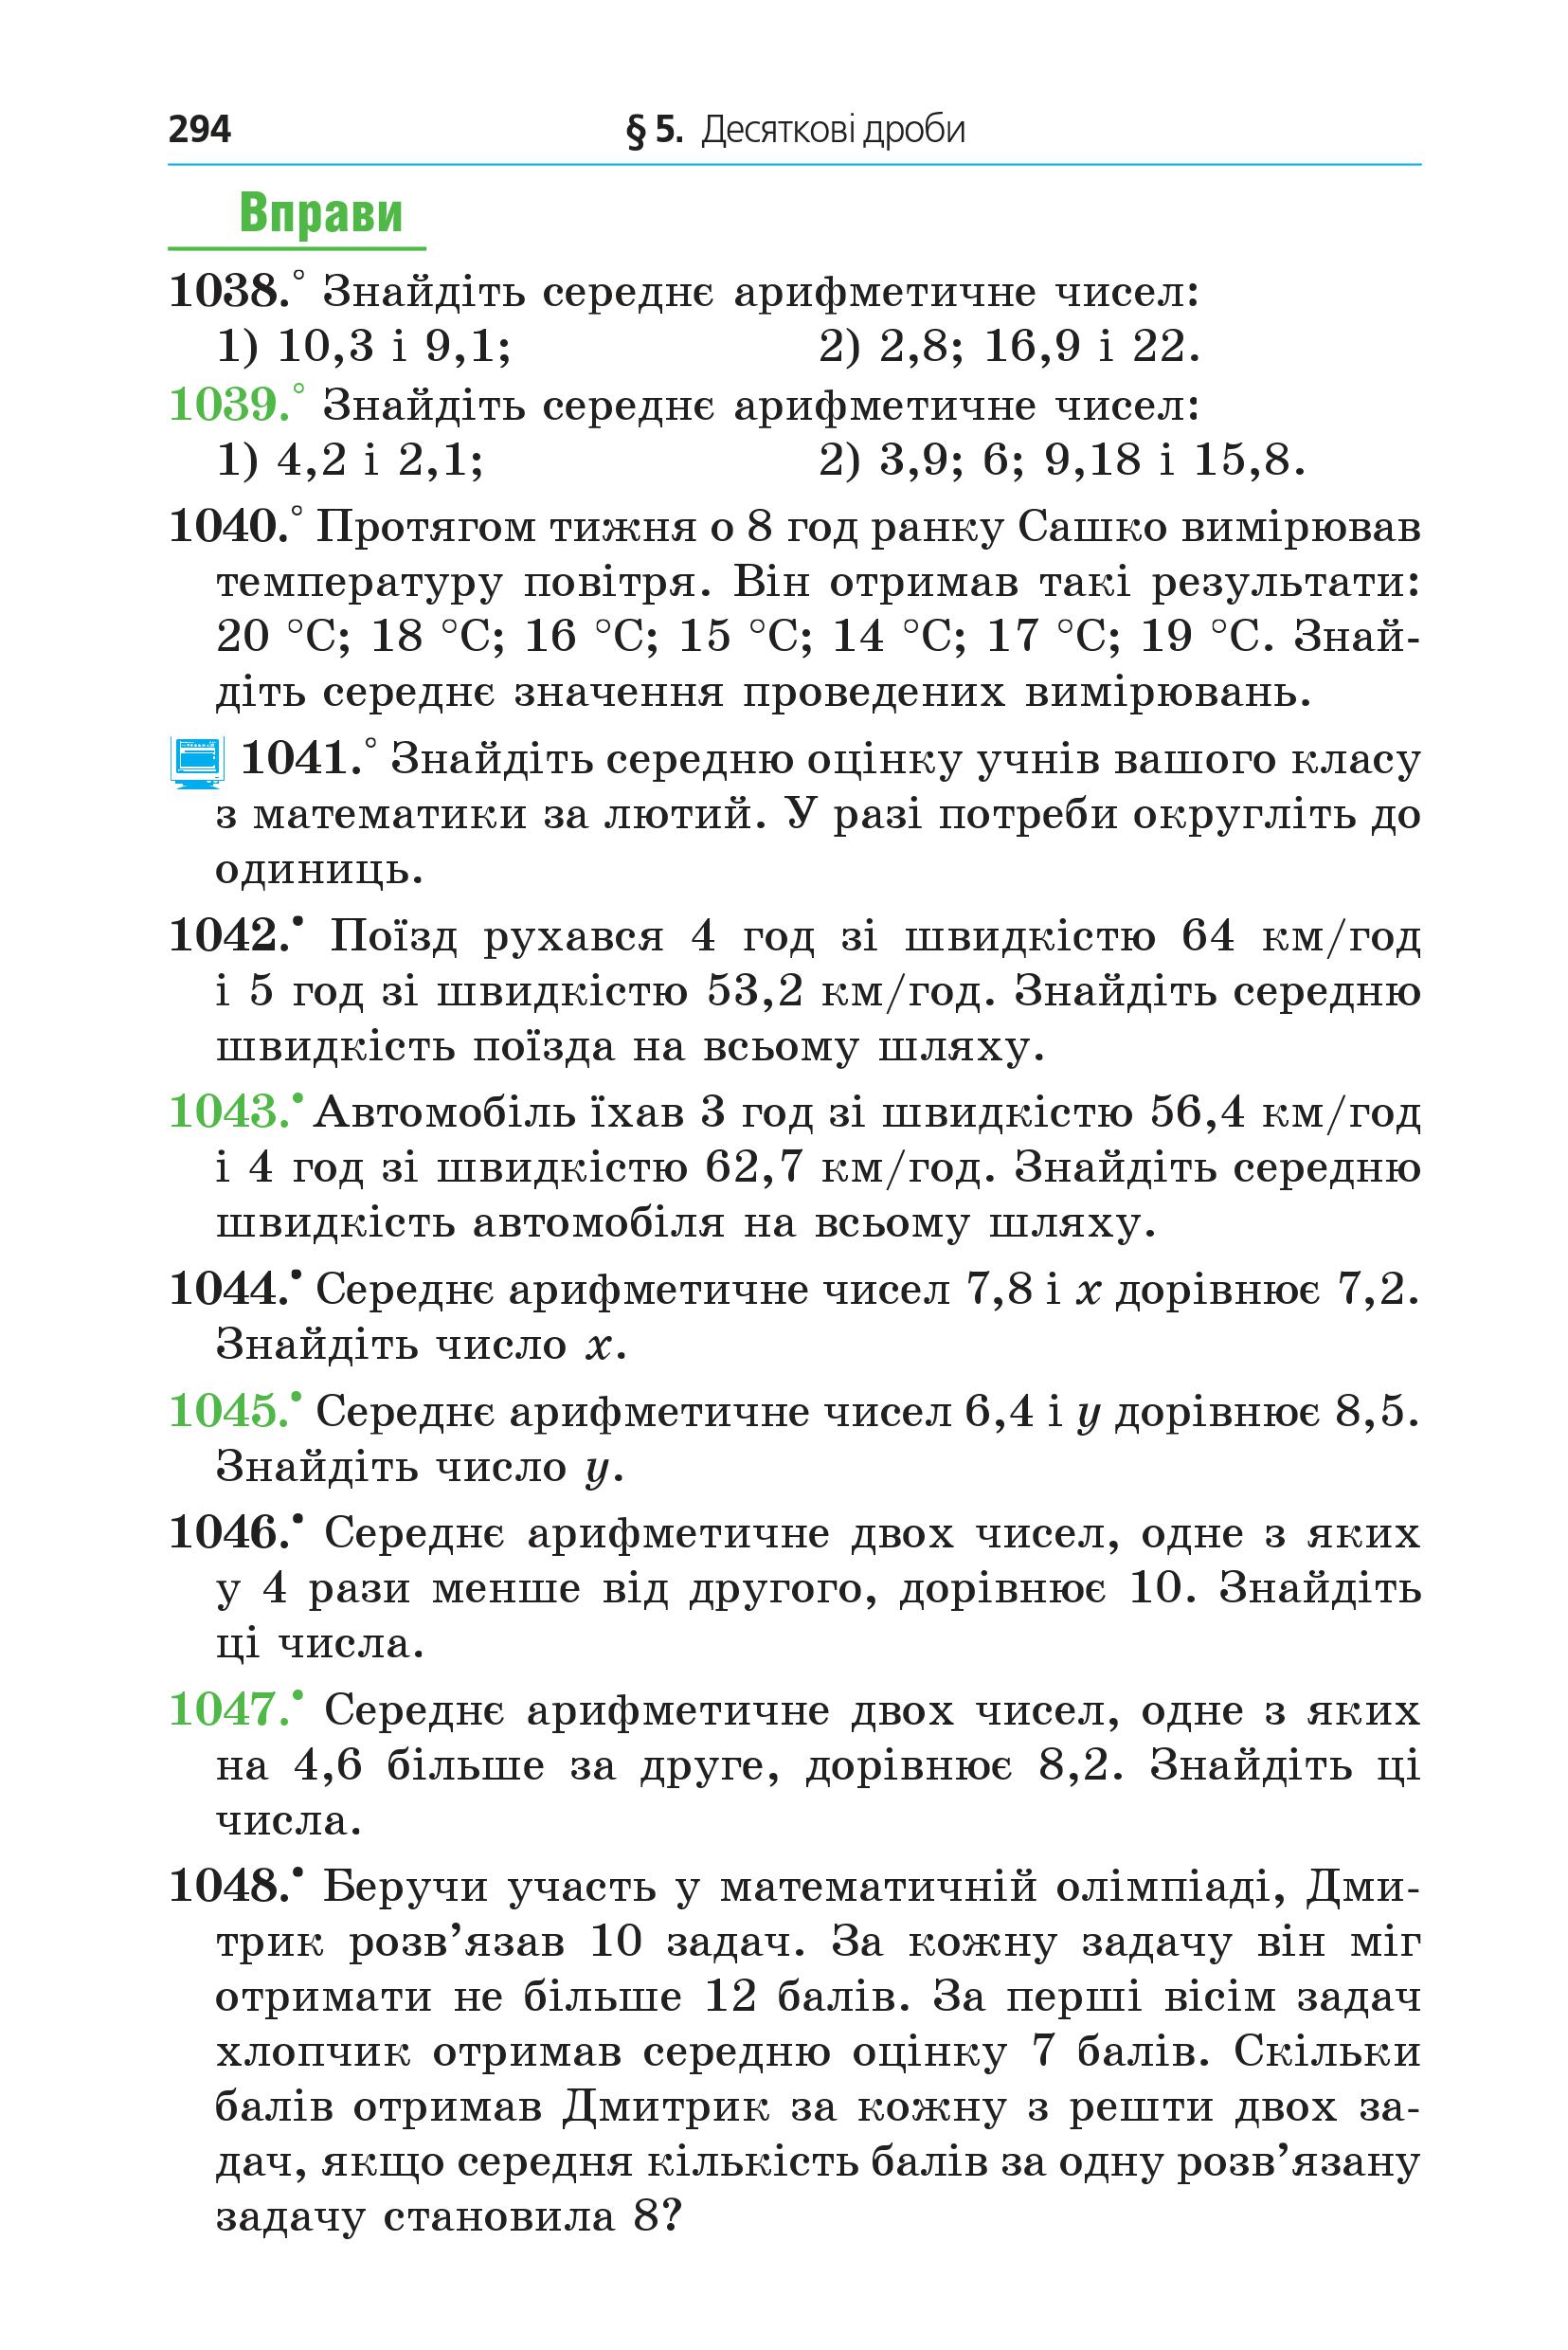 294
§ 5. Десяткові дроби
Вправи
1038.° Знайдіть середнє арифметичне чисел:
1) 10,3 і 9,1; 2) 2,8; 16,9 і 22.
1039.° Знайдіть середнє арифметичне чисел:
1) 4,2 і 2,1; 2) 3,9; 6; 9,18 і 15,8.
1040.° Протягом тижня о 8 год ранку Сашко вимірював
температуру повітря. Він отримав такі результати:
20 °С; 18 °С; 16 °С; 15 °С; 14 °С; 17 °С; 19 °С. Знай-
діть середнє значення проведених вимірювань.
1041.° Знайдіть середню оцінку учнів вашого класу
з математики за лютий. У разі потреби округліть до
одиниць.
1042.• Поїзд рухався 4 год зі швидкістю 64 км/год
і 5 год зі швидкістю 53,2 км/год. Знайдіть середню
швидкість поїзда на всьому шляху.
1043.• Автомобіль їхав 3 год зі швидкістю 56,4 км/год
і 4 год зі швидкістю 62,7 км/год. Знайдіть середню
швидкість автомобіля на всьому шляху.
1044.• Середнє арифметичне чисел 7,8 і x дорівнює 7,2.
Знайдіть число x.
1045.• Середнє арифметичне чисел 6,4 і y дорівнює 8,5.
Знайдіть число y.
1046.• Середнє арифметичне двох чисел, одне з яких
у 4 рази менше від другого, дорівнює 10. Знайдіть
ці числа.
1047.• Середнє арифметичне двох чисел, одне з яких
на 4,6 більше за друге, дорівнює 8,2. Знайдіть ці
числа.
1048.• Беручи участь у математичній олімпіаді, Дми-
трик розв’язав 10 задач. За кожну задачу він міг
отримати не більше 12 балів. За перші вісім задач
хлопчик отримав середню оцінку 7 балів. Скільки
балів отримав Дмитрик за кожну з решти двох за-
дач, якщо середня кількість балів за одну розв’язану
задачу становила 8?